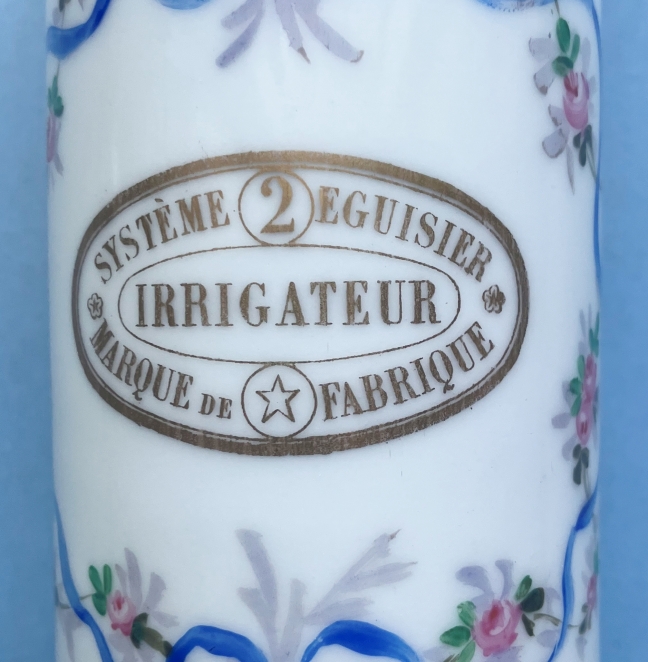 SYSTÈME 2 EGUISIER
IRRIGATEUR
MARQUE DE FABRIQUE